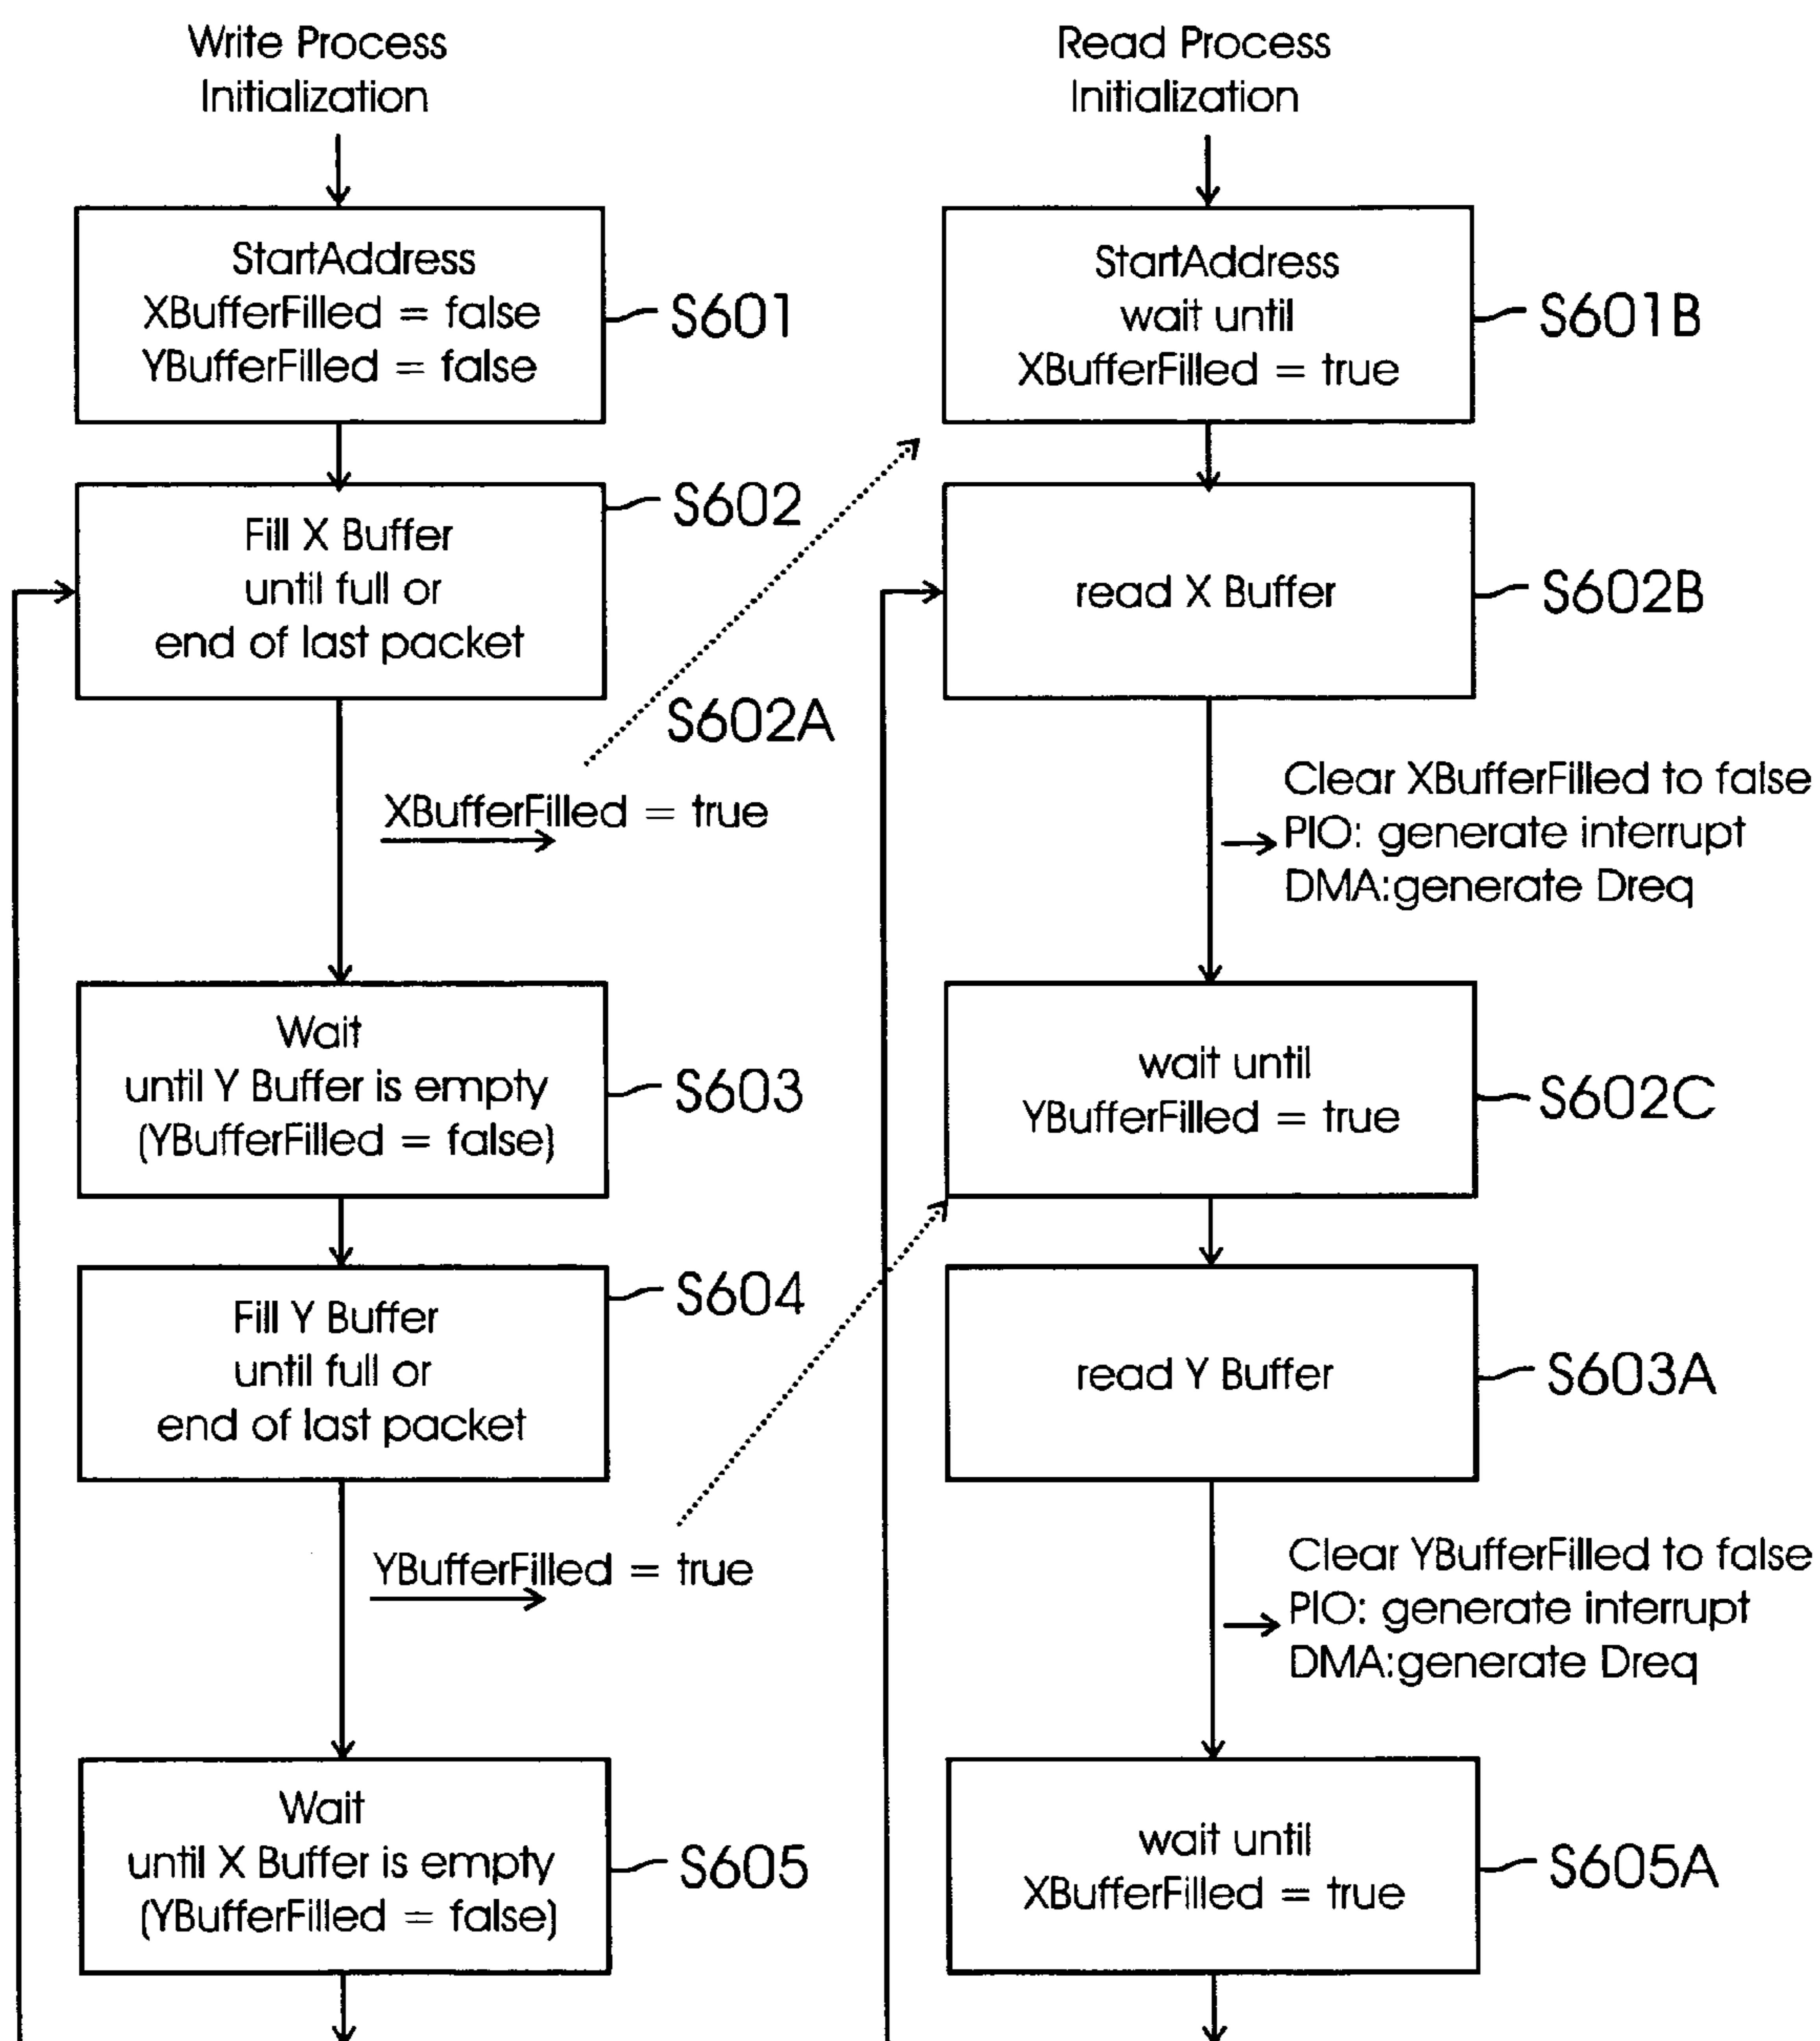 Write Process
Initialization
StartAddress
XBufferFilled = false
YBufferFilled = false
S601
Fill X Buffer
until full or
end of last packet
S602
S602A
XBufferFilled = true
Wait
until Y Buffer is empty
(YBufferFilled = false)
S603
Fill Y Buffer
until full or
end of last packet
S604
YBufferFilled = true
Wait
until X Buffer is empty
(YBufferFilled = false)
S605
Read Process
Initialization
StartAddress
wait until
XBufferFilled = true
S601B
read X Buffer
S602B
Clear XBufferFilled to false
PIO: generate interrupt
DMA:generate Dreq
wait until
YBufferFilled = true
S602C
read Y Buffer
S603A
Clear YBufferFilled to false
PIO: generate interrupt
DMA:generate Dreq
wait until
XBufferFilled = true
S605A